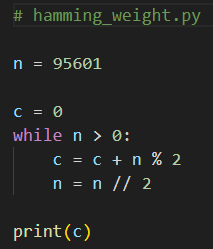 # hamming_weight.py

n = 95601

c = 0
while n > 0:
    c = c + n % 2
    n = n // 2

print(c)